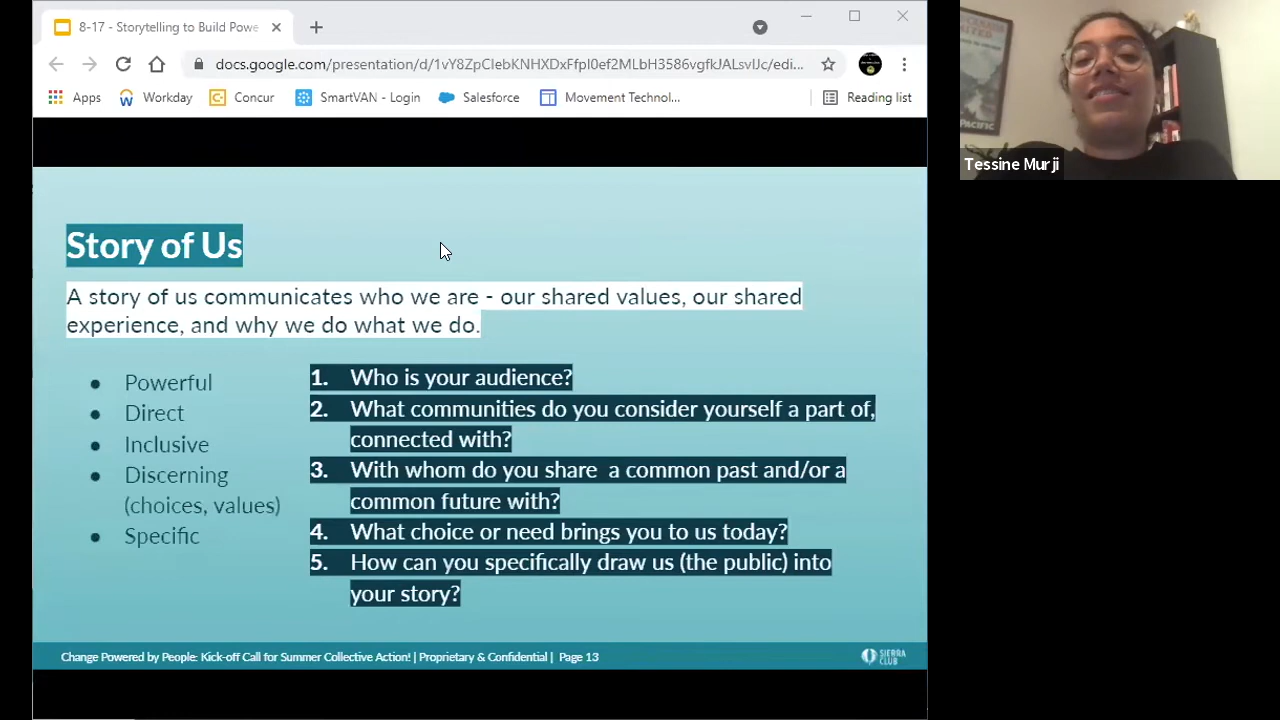 8-17 - Storytelling to Build Powe
docs.google.com/presentation/d/1vY8ZpCIebKNHXDxFfpI0ef2MLbH3586vgfkJALsvIJc/edi...
Apps Workday Concur SmartVAN - Login Salesforce Movement Technol... Reading list
PACIFIC
Tessine Murji
Story of Us
A story of us communicates who we are - our shared values, our shared
experience, and why we do what we do.
Powerful
Direct
Inclusive
Discerning
(choices, values)
Specific
1. Who is your audience?
2. What communities do you consider yourself a part of,
connected with?
3. With whom do you share a common past and/or a
common future with?
4. What choice or need brings you to us today?
5. How can you specifically draw us (the public) into
your story?
Change Powered by People: Kick-off Call for Summer Collective Action! | Proprietary & Confidential | Page 13
SIERRA
CLUB